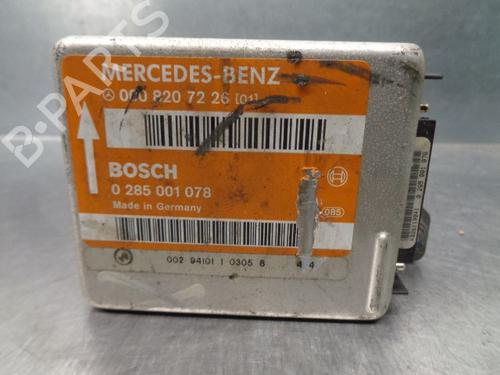 MERCEDES-BENZ
000 820 72 26 [01]
BOSCH
0 285 001 078
Made in Germany
085
002 94101 1 0305 8
B-PARTS